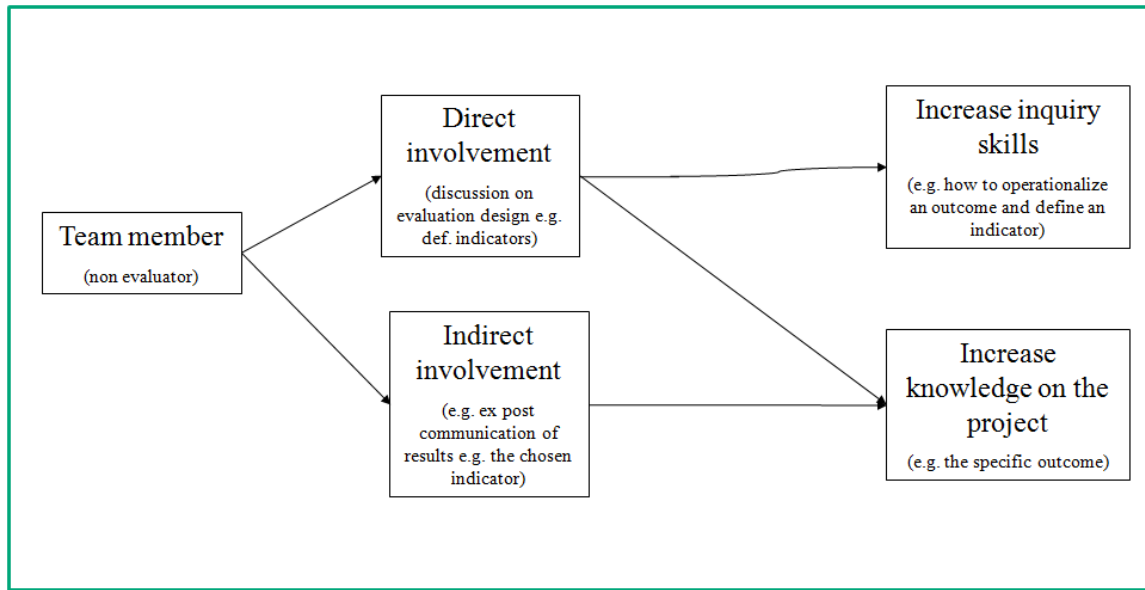 Team member
(non evaluator)
Direct
involvement
(discussion on
evaluation design e.g.
def. indicators)
Indirect
involvement
(e.g. ex post
communication of
results e.g. the chosen
indicator)
Increase inquiry
skills
(e.g. how to operationalize
an outcome and define an
indicator)
Increase
knowledge on the
project
(e.g. the specific outcome)